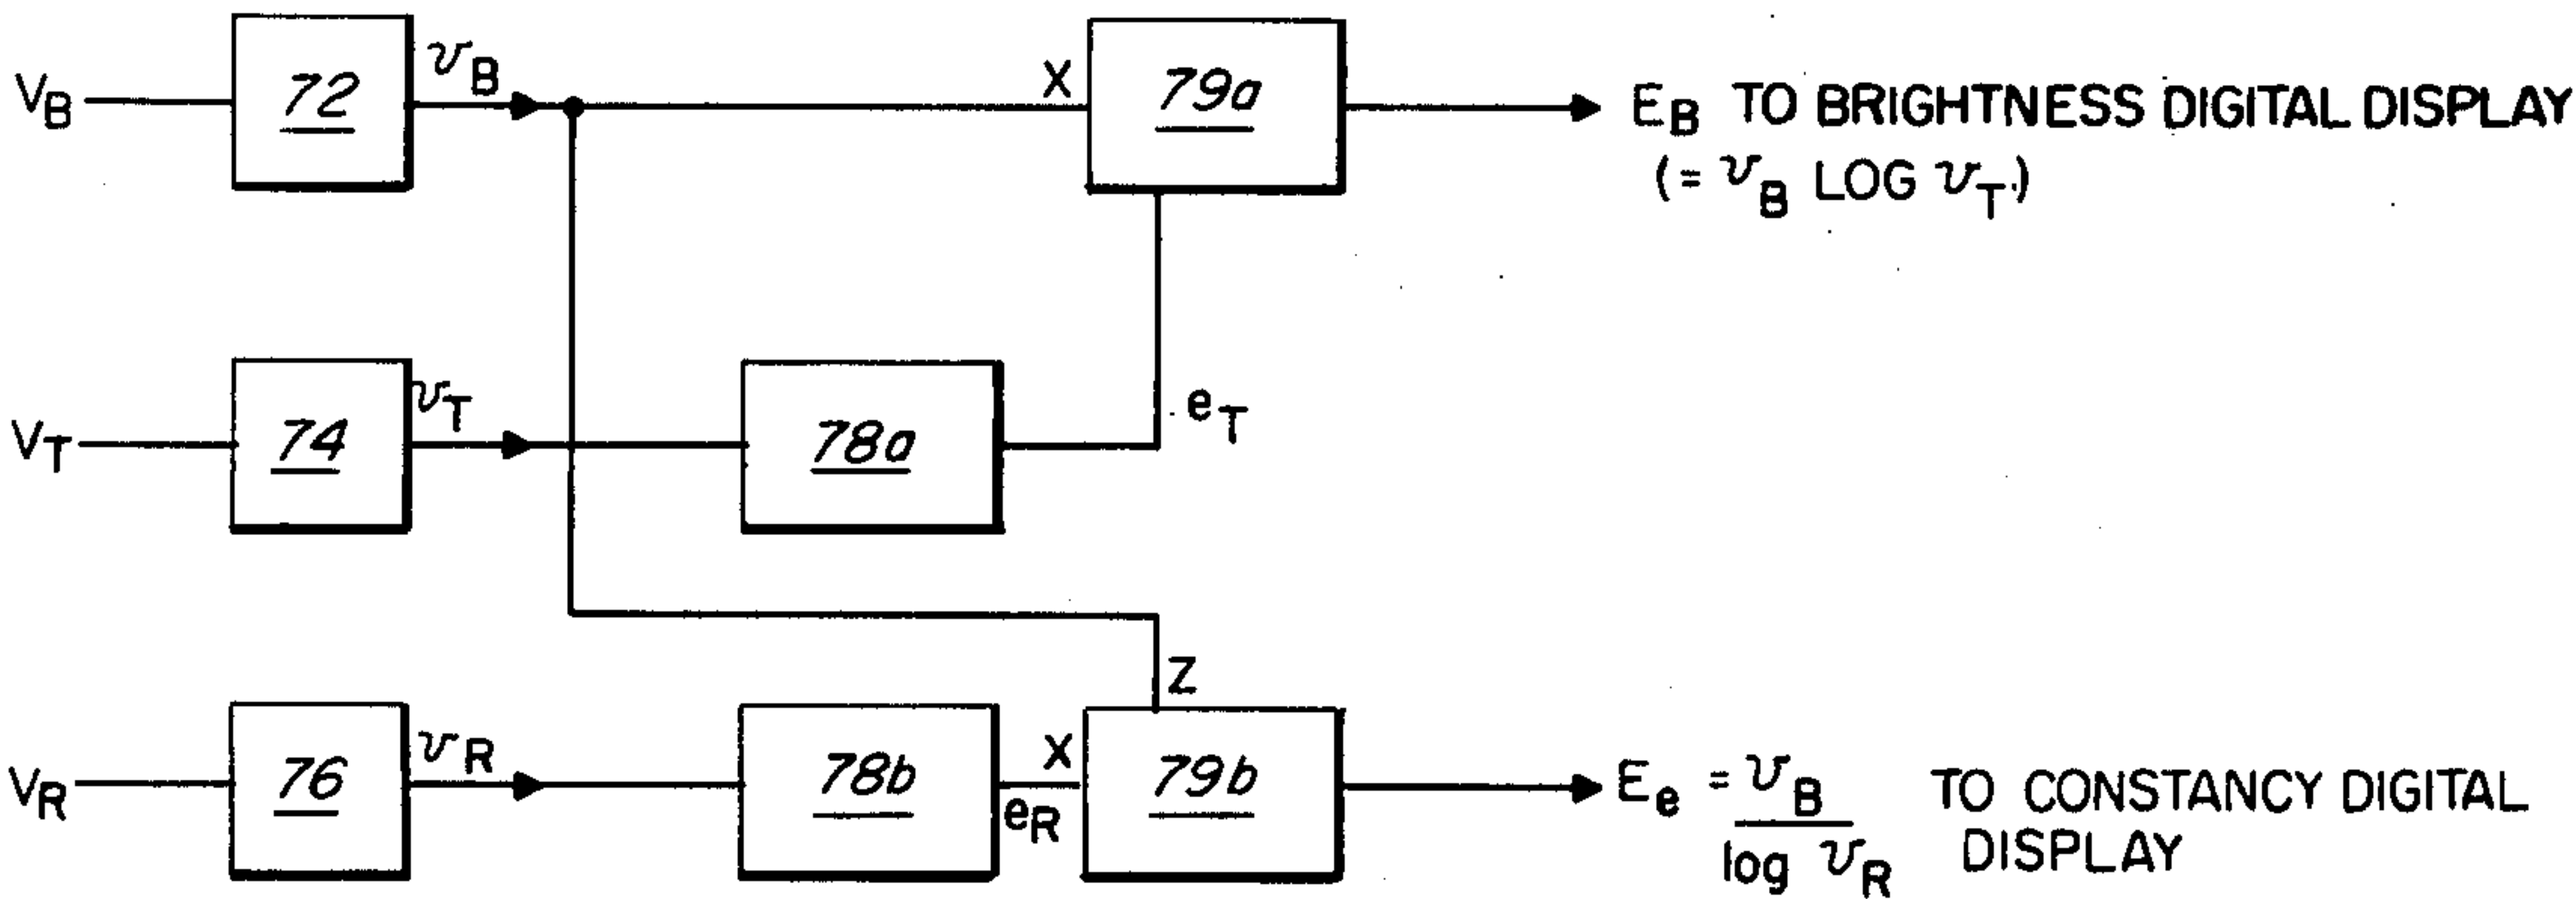 V_B
72
v_B
X
79a
E_B TO BRIGHTNESS DIGITAL DISPLAY
(= v_B LOG v_T.)
V_T
74
v_T
78a
e_T
Z
V_R
76
v_R
78b
X
e_R
79b
E_e = v_B / log v_R TO CONSTANCY DIGITAL
DISPLAY